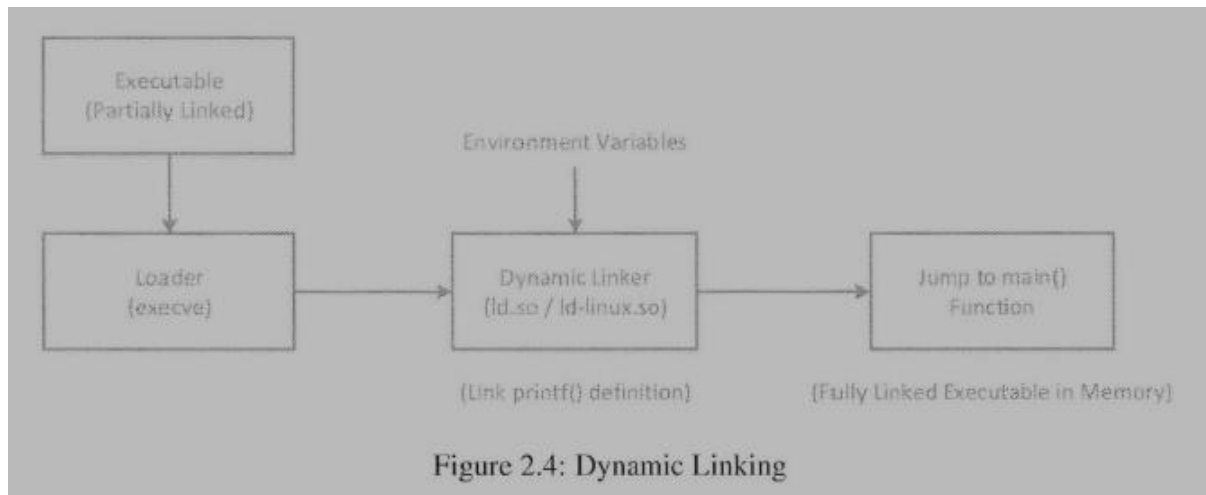 Executable
(Partially Linked)
Environment Variables
Loader
(execve)
Dynamic Linker
(ld.so / ld-linux.so)
Jump to main()
Function
(Link printf() definition)
(Fully Linked Executable in Memory)
Figure 2.4: Dynamic Linking